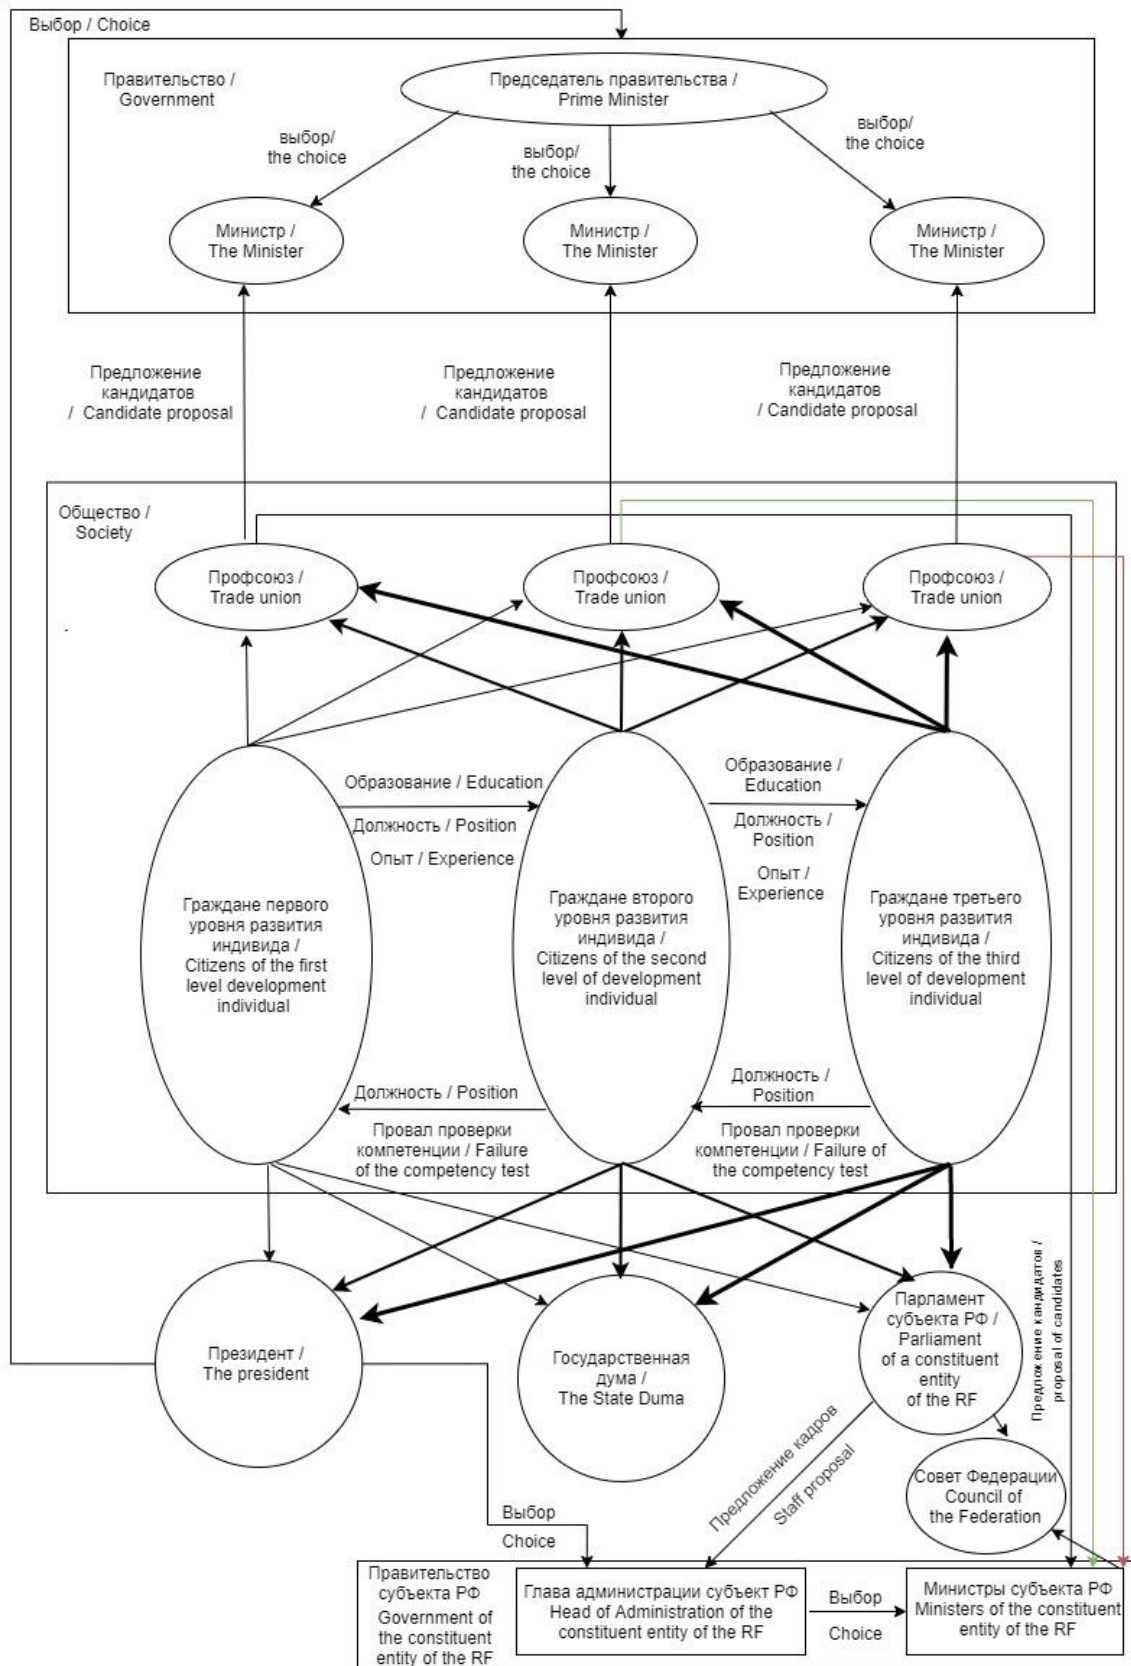 Выбор / Choice
Правительство /
Government
Председатель правительства /
Prime Minister
выбор/
the choice
выбор/
the choice
выбор/
the choice
Министр /
The Minister
Министр /
The Minister
Министр /
The Minister
Предложение
кандидатов
/ Candidate proposal
Предложение
кандидатов
/ Candidate proposal
Предложение
кандидатов
/ Candidate proposal
Общество /
Society
Профсоюз /
Trade union
Профсоюз /
Trade union
Профсоюз /
Trade union
Образование / Education
Должность / Position
Опыт / Experience
Образование /
Education
Должность /
Position
Опыт /
Experience
Граждане первого
уровня развития
индивида /
Citizens of the first
level development
individual
Граждане второго
уровня развития
индивида /
Citizens of the second
level of development
individual
Граждане третьего
уровня развития
индивида /
Citizens of the third
level of development
individual
Должность / Position
Провал проверки
компетенции / Failure
of the competency test
Должность /
Position
Провал проверки
компетенции / Failure of
the competency test
Президент /
The president
Государственная
дума /
The State Duma
Парламент
субъекта РФ /
Parliament
of a constituent
entity
of the RF
Предложение кандидатов /
proposal of candidates
Предложение кадров
Staff proposal
Совет Федерации
Council of
the Federation
Выбор
Choice
Правительство
субъекта РФ
Government of
the constituent
entity of the RF
Глава администрации субъект РФ
Head of Administration of the
constituent entity of the RF
Выбор
Choice
Министры субъекта РФ
Ministers of the constituent
entity of the RF